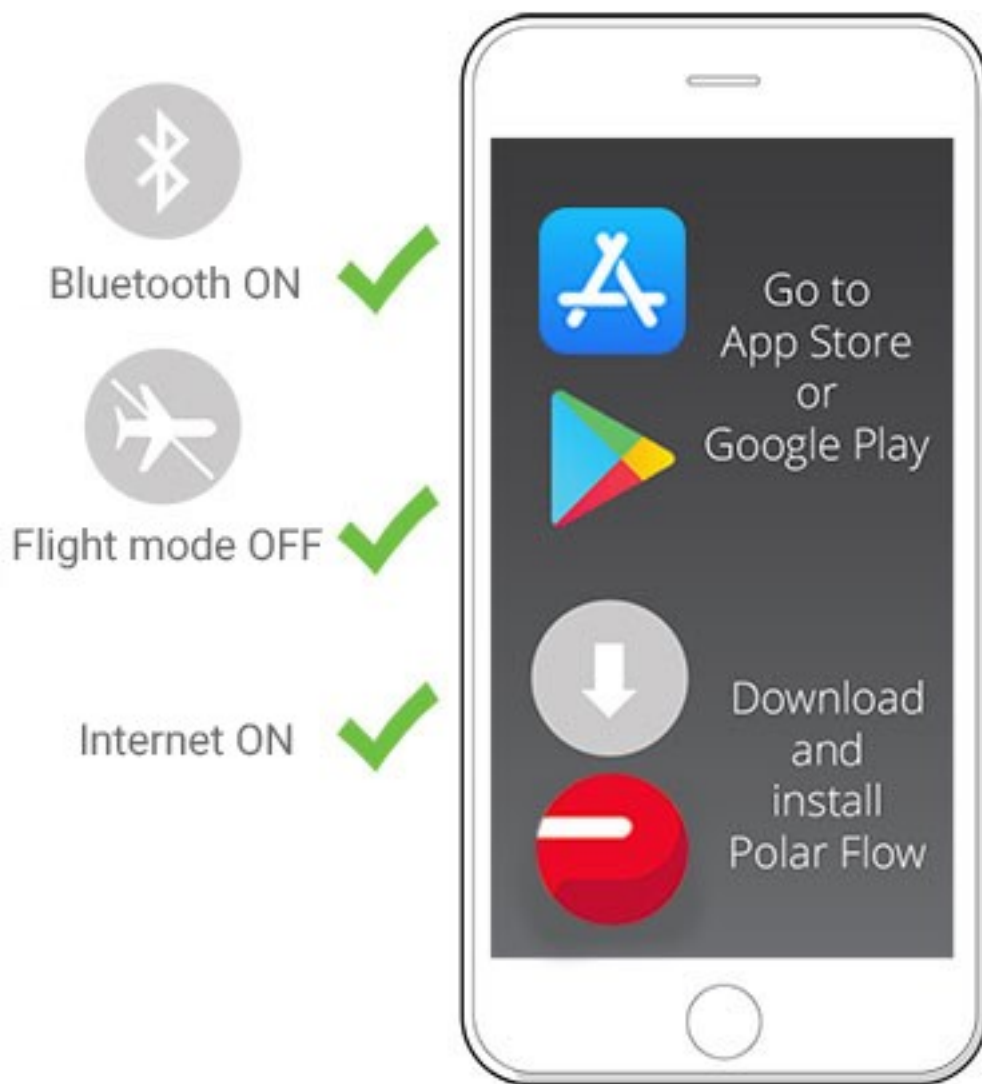 Bluetooth ON
Flight mode OFF
Internet ON
Go to
App Store
or
Google Play
Download
and
install
Polar Flow